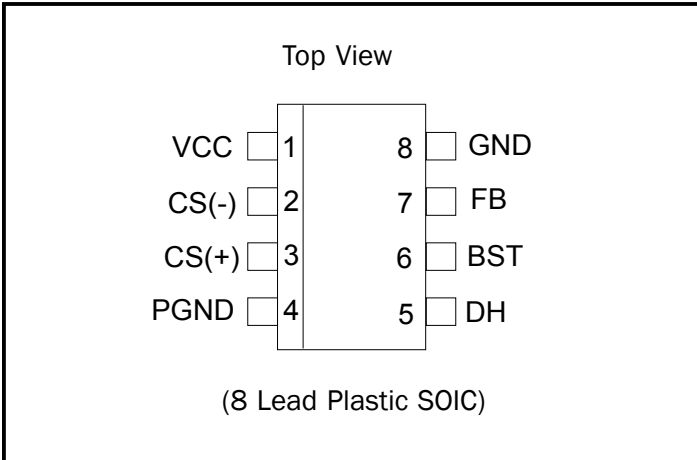 Top View
VCC 1 8 GND
CS(-) 2 7 FB
CS(+) 3 6 BST
PGND 4 5 DH
(8 Lead Plastic SOIC)